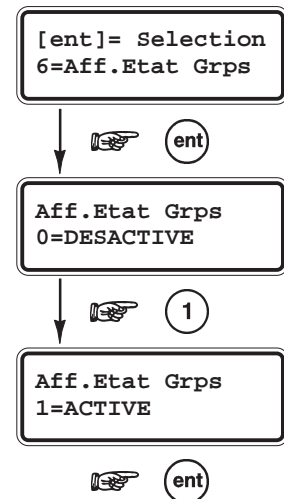 [ent]= Selection
6=Aff.Etat Grps
ent
Aff.Etat Grps
0=DESACTIVE
1
Aff.Etat Grps
1=ACTIVE
ent